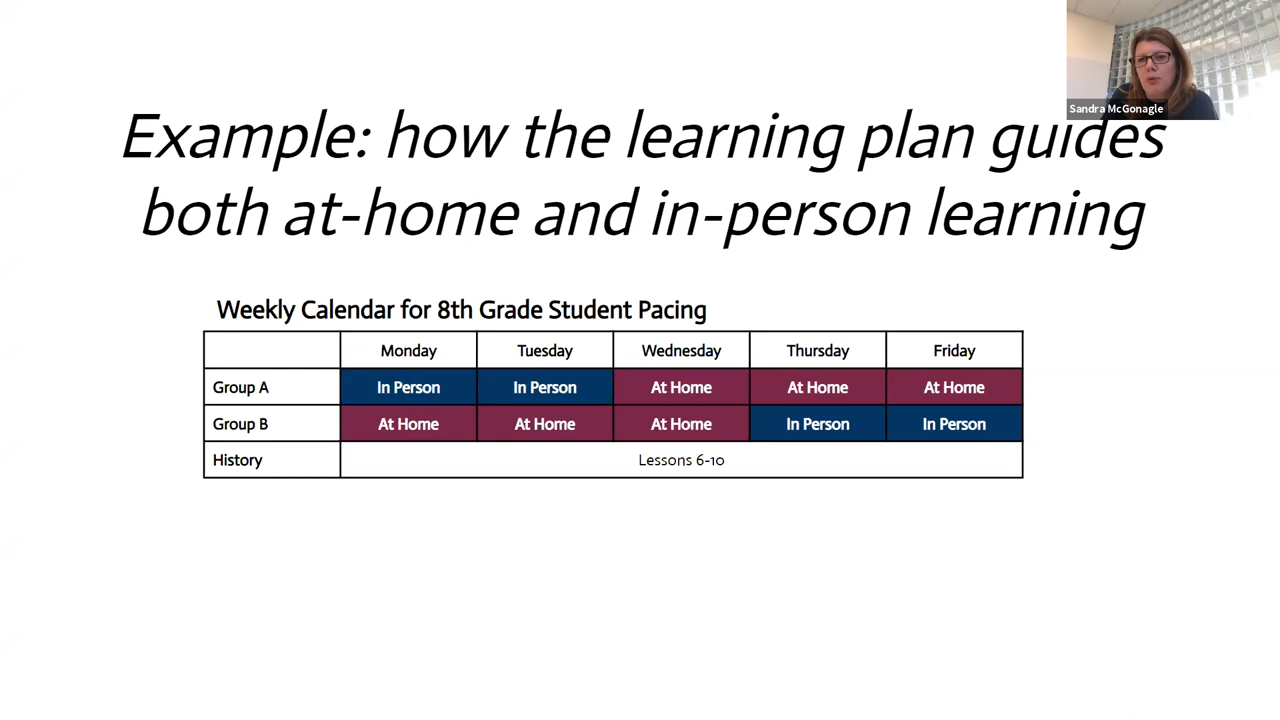 Sandra McGonagle
Example: how the learning plan guides
both at-home and in-person learning
Weekly Calendar for 8th Grade Student Pacing
Monday Tuesday Wednesday Thursday Friday
Group A In Person In Person At Home At Home At Home
Group B At Home At Home At Home In Person In Person
History Lessons 6-10